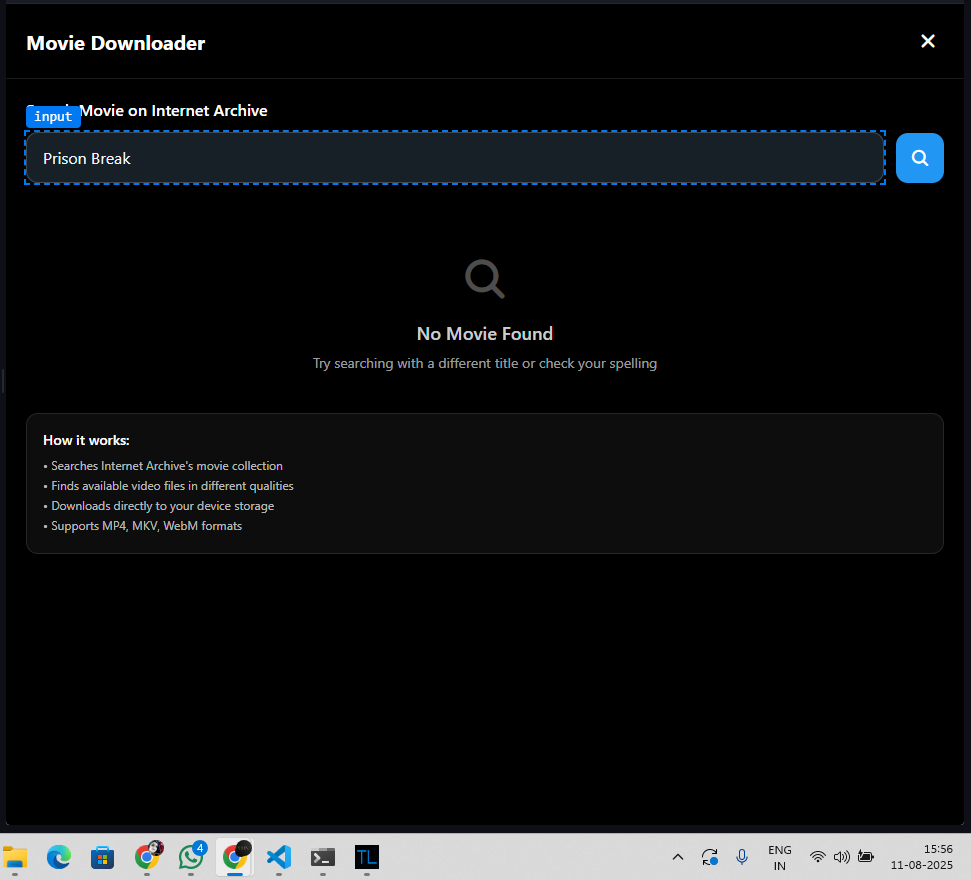 Movie Downloader
Movie on Internet Archive
input
Prison Break
No Movie Found
Try searching with a different title or check your spelling
How it works:
• Searches Internet Archive's movie collection
• Finds available video files in different qualities
• Downloads directly to your device storage
• Supports MP4, MKV, WebM formats
4
TL
ENG
IN
15:56
11-08-2025